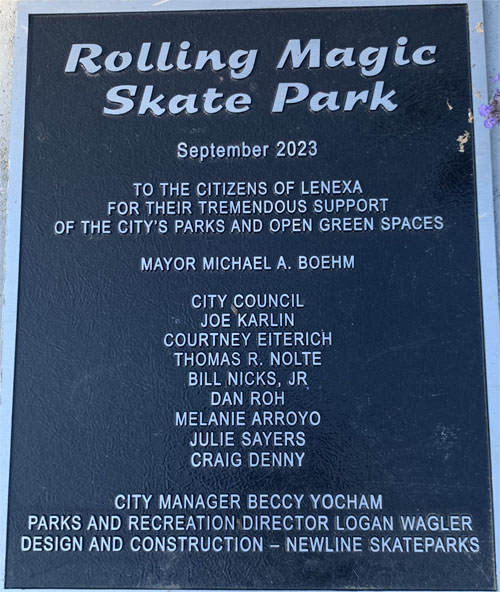 Rolling Magic
Skate Park
September 2023
TO THE CITIZENS OF LENEXA
FOR THEIR TREMENDOUS SUPPORT
OF THE CITY'S PARKS AND OPEN GREEN SPACES
MAYOR MICHAEL A. BOEHM
CITY COUNCIL
JOE KARLIN
COURTNEY EITERICH
THOMAS R. NOLTE
BILL NICKS, JR
DAN ROH
MELANIE ARROYO
JULIE SAYERS
CRAIG DENNY
CITY MANAGER BECCY YOCHAM
PARKS AND RECREATION DIRECTOR LOGAN WAGLER
DESIGN AND CONSTRUCTION – NEWLINE SKATEPARKS